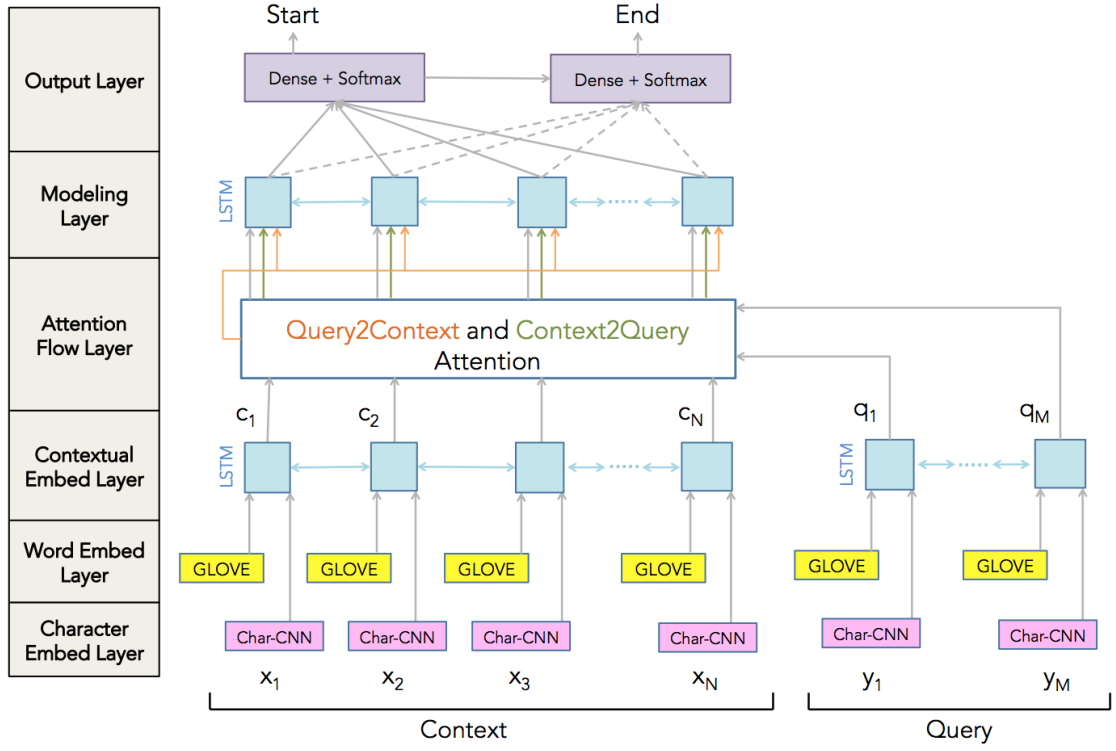 Start
End
Output Layer
Dense + Softmax
Dense + Softmax
Modeling
Layer
LSTM
Attention
Flow Layer
Query2Context and Context2Query
Attention
c1
c2
cN
q1
qM
Contextual
Embed Layer
LSTM
LSTM
Word Embed
Layer
GLOVE
GLOVE
GLOVE
GLOVE
GLOVE
GLOVE
Character
Embed Layer
Char-CNN
Char-CNN
Char-CNN
Char-CNN
Char-CNN
Char-CNN
x1
x2
x3
xN
y1
yM
Context
Query